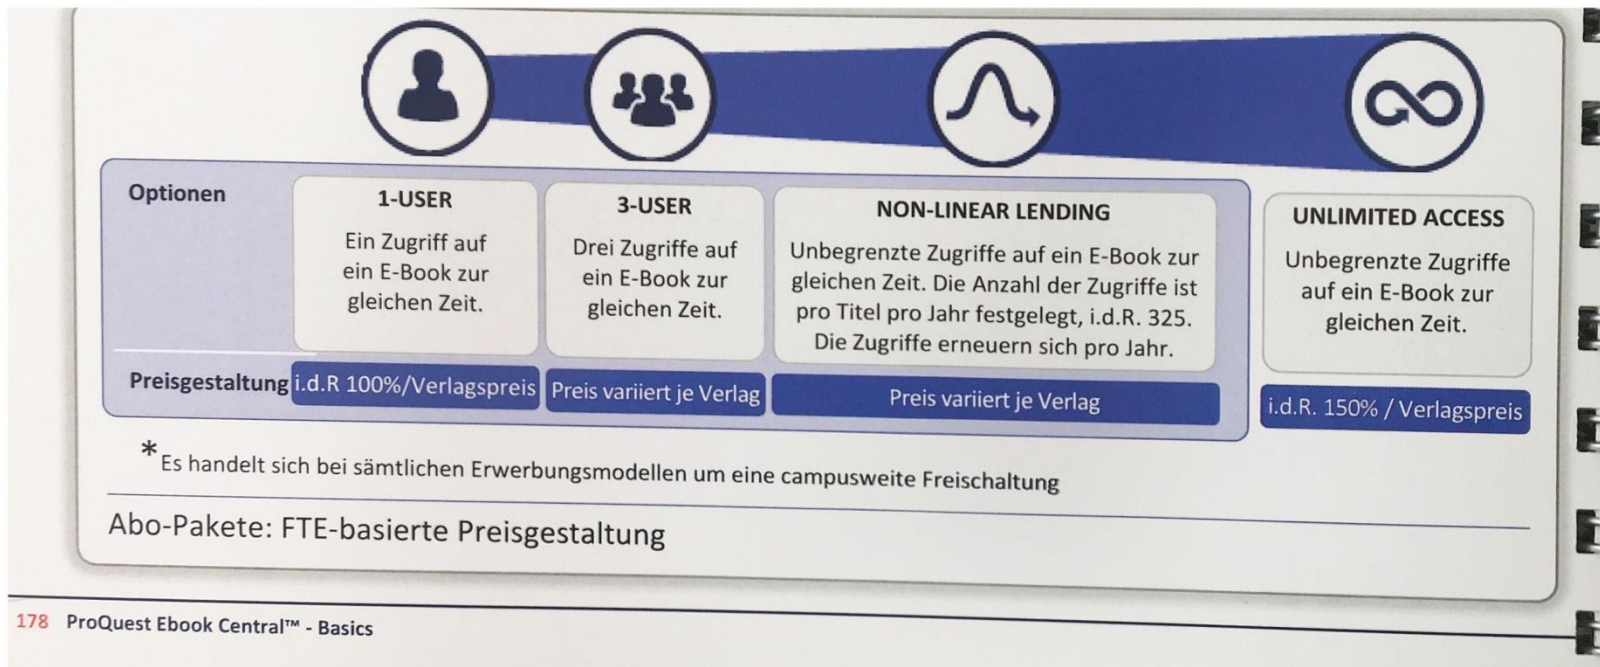 Optionen
1-USER
Ein Zugriff auf
ein E-Book zur
gleichen Zeit.
3-USER
Drei Zugriffe auf
ein E-Book zur
gleichen Zeit.
NON-LINEAR LENDING
Unbegrenzte Zugriffe auf ein E-Book zur
gleichen Zeit. Die Anzahl der Zugriffe ist
pro Titel pro Jahr festgelegt, i.d.R. 325.
Die Zugriffe erneuern sich pro Jahr.
UNLIMITED ACCESS
Unbegrenzte Zugriffe
auf ein E-Book zur
gleichen Zeit.
Preisgestaltung
i.d.R 100%/Verlagspreis
Preis variiert je Verlag
Preis variiert je Verlag
i.d.R. 150% / Verlagspreis
* Es handelt sich bei sämtlichen Erwerbungsmodellen um eine campusweite Freischaltung
Abo-Pakete: FTE-basierte Preisgestaltung
178 ProQuest Ebook Central™ - Basics